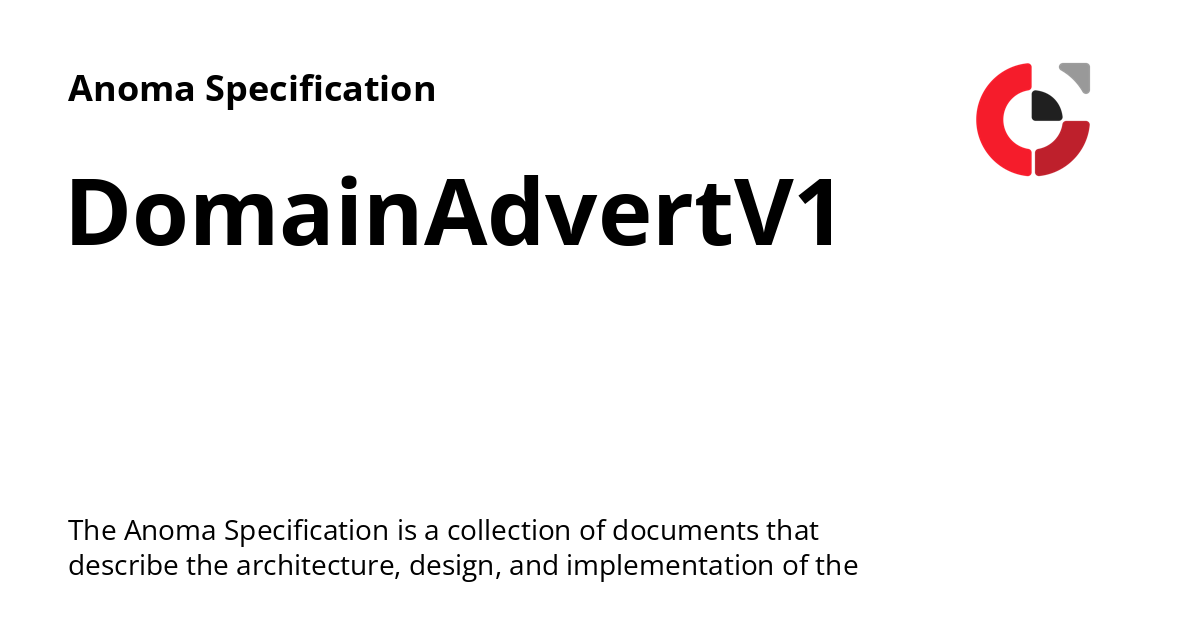 Anoma Specification
DomainAdvertV1
The Anoma Specification is a collection of documents that
describe the architecture, design, and implementation of the